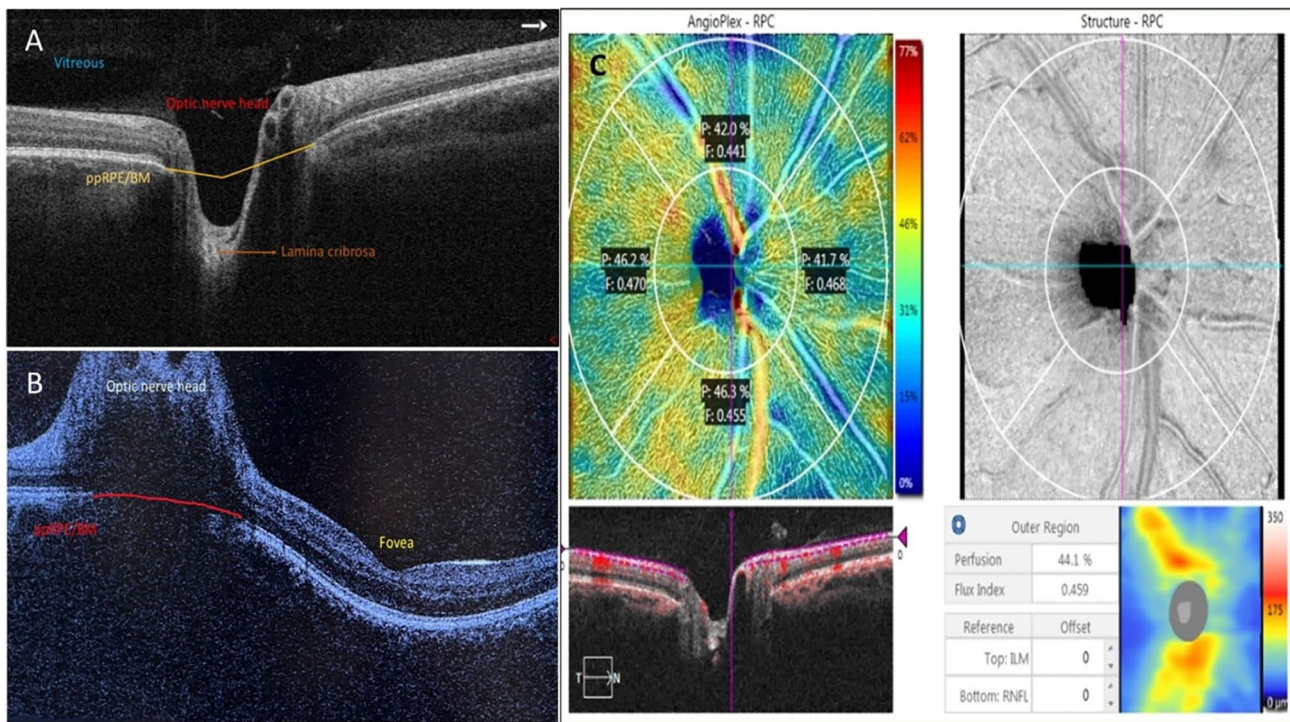 A
Vitreous
Optic nerve head
ppRPE/BM
Lamina cribrosa
B
Optic nerve head
ppRPE/BM
Fovea
AngioPlex - RPC
C
P: 42.0 %
F: 0.441
P: 46.2 %
F: 0.470
P: 41.7 %
F: 0.468
P: 46.3 %
F: 0.455
77%
62%
46%
31%
15%
0%
Structure - RPC
0
0
T N
Outer Region
Perfusion 44.1 %
Flux Index 0.459
Reference Offset
Top: ILM 0
Bottom: RNFL 0
350
175
0 µm